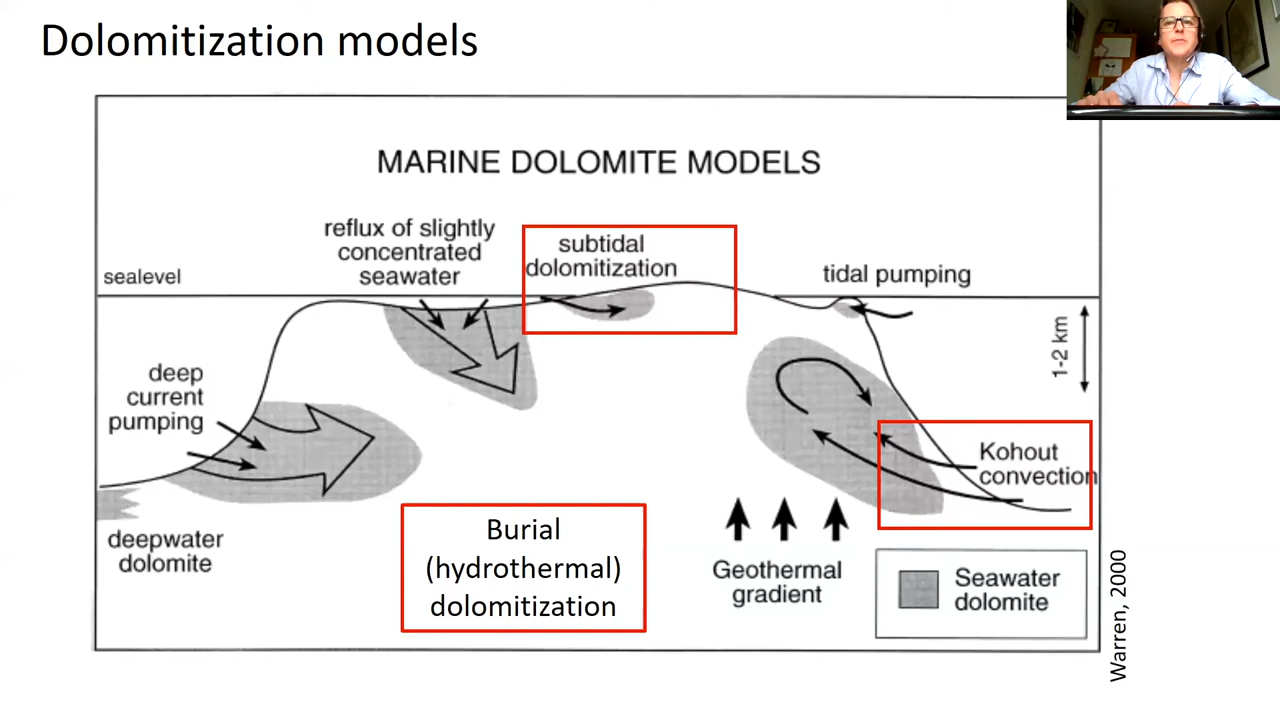 Dolomitization models
MARINE DOLOMITE MODELS
reflux of slightly
concentrated
seawater
subtidal
dolomitization
sealevel
tidal pumping
1-2 km
deep
current
pumping
Kohout
convection
Burial
(hydrothermal)
dolomitization
deepwater
dolomite
Geothermal
gradient
Seawater
dolomite
Warren, 2000